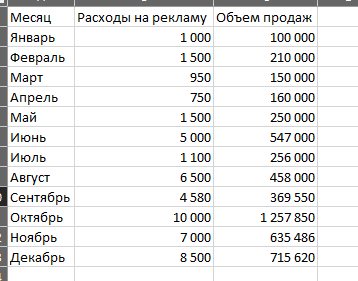 Месяц Расходы на рекламу Объем продаж
Январь 1 000 100 000
Февраль 1 500 210 000
Март 950 150 000
Апрель 750 160 000
Май 1 500 250 000
Июнь 5 000 547 000
Июль 1 100 256 000
Август 6 500 458 000
Сентябрь 4 580 369 550
Октябрь 10 000 1 257 850
Ноябрь 7 000 635 486
Декабрь 8 500 715 620